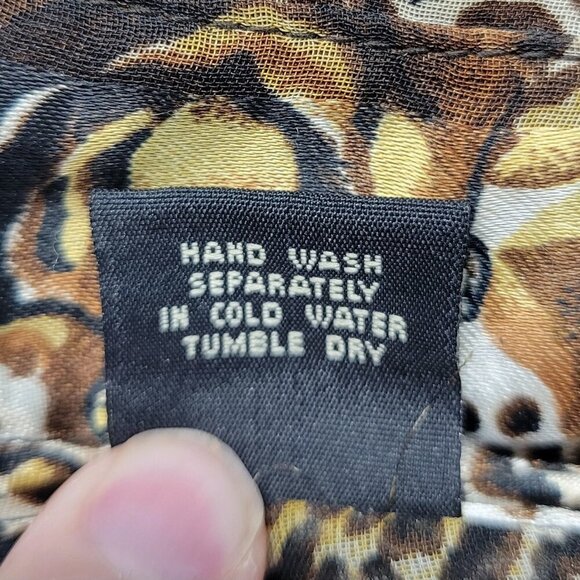 HAND WASH
SEPARATELY
IN COLD WATER
TUMBLE DRY